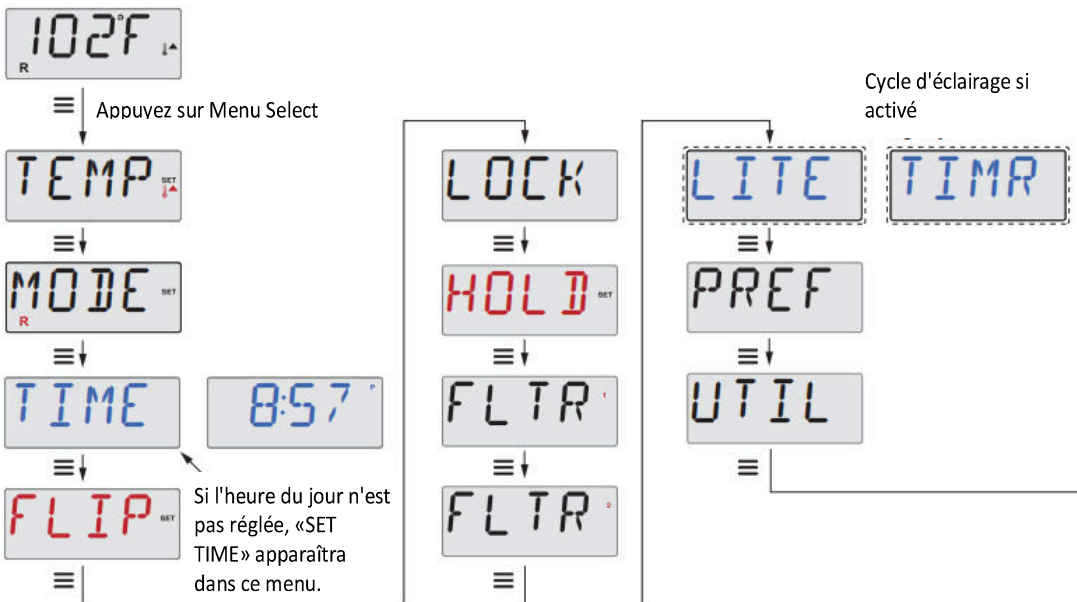 102°F
R
Appuyez sur Menu Select
TEMP SET
MODE SET
R
TIME
8:57 P
Si l'heure du jour n'est
pas réglée, «SET
TIME» apparaîtra
dans ce menu.
FLIP SET
LOCK
HOLD SET
FLTR 1
FLTR 2
Cycle d'éclairage si
activé
LITE
TIMR
PREF
UTIL